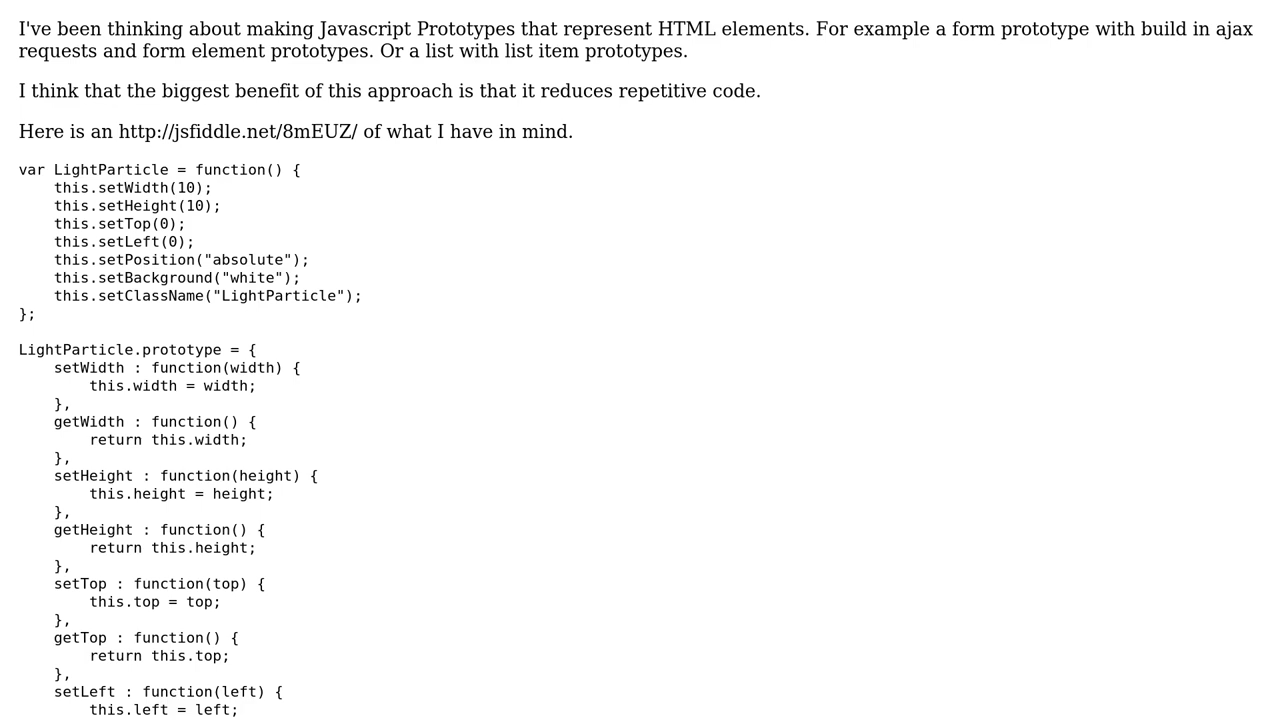 I've been thinking about making Javascript Prototypes that represent HTML elements. For example a form prototype with build in ajax
requests and form element prototypes. Or a list with list item prototypes.
I think that the biggest benefit of this approach is that it reduces repetitive code.
Here is an http://jsfiddle.net/8mEUZ/ of what I have in mind.
var LightParticle = function() {
    this.setWidth(10);
    this.setHeight(10);
    this.setTop(0);
    this.setLeft(0);
    this.setPosition("absolute");
    this.setBackground("white");
    this.setClassName("LightParticle");
};
LightParticle.prototype = {
    setWidth : function(width) {
        this.width = width;
    },
    getWidth : function() {
        return this.width;
    },
    setHeight : function(height) {
        this.height = height;
    },
    getHeight : function() {
        return this.height;
    },
    setTop : function(top) {
        this.top = top;
    },
    getTop : function() {
        return this.top;
    },
    setLeft : function(left) {
        this.left = left;